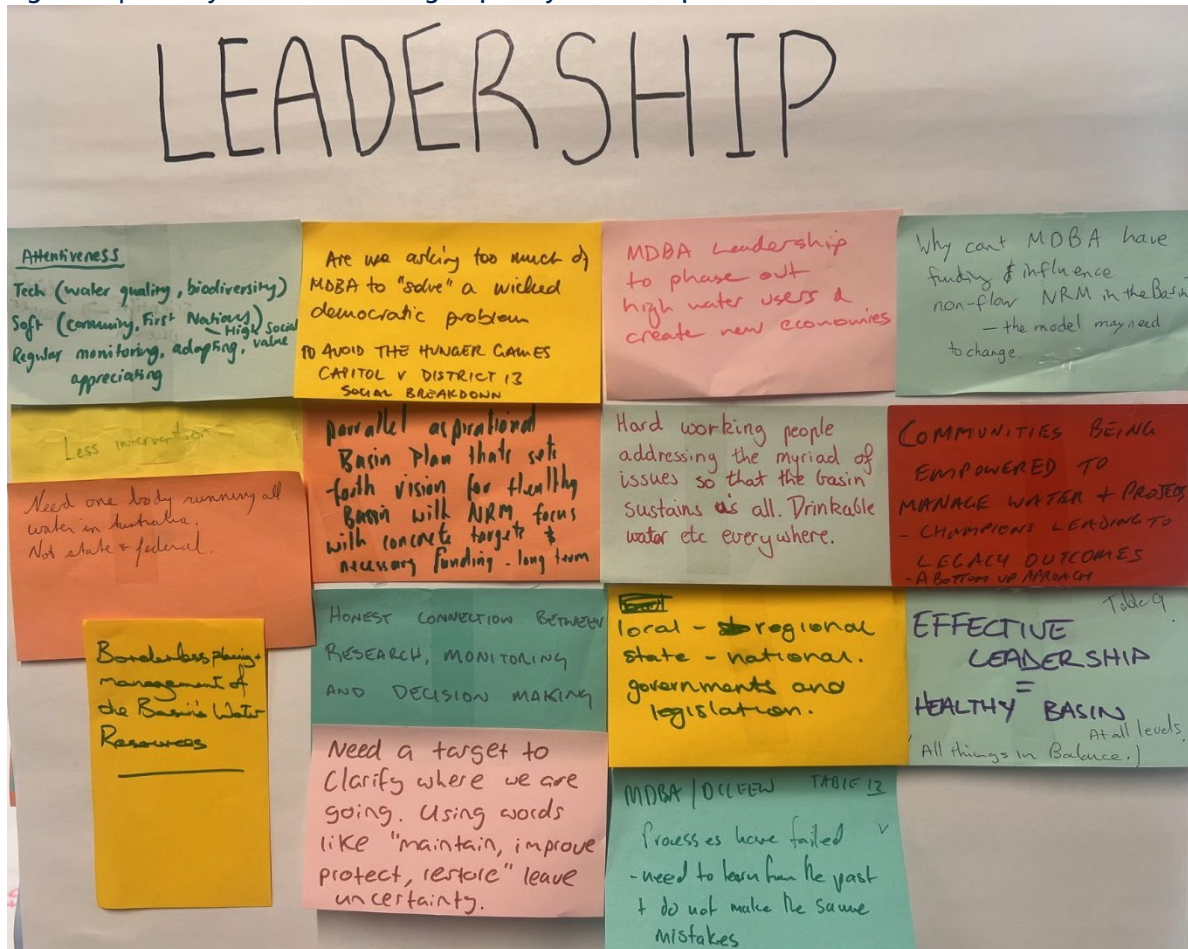 LEADERSHIP
Attentiveness
Tech (water quality, biodiversity)
Soft (community, First Nations)
- High Social
Regular monitoring, adapting, value
appreciating
Are we asking too much of
MDBA to "solve" a wicked
democratic problem
TO AVOID THE HUNGER GAMES
CAPITOL V DISTRICT 13
SOCIAL BREAKDOWN
MDBA Leadership
to phase out
high water users &
create new economies
Why cant MDBA have
funding & influence
non-flow NRM in the Basin
- the model may need
to change.
Less intervention
Need one body running all
water in Australia.
Not state & federal.
parrallel aspirational
Basin Plan thats sets
forth vision for Healthy
Basin with NRM focus
with concrete targets &
necessary funding - long term
Hard working people
addressing the myriad of
issues so that the basin
sustains us all. Drinkable
water etc everywhere.
COMMUNITIES BEING
EMPOWERED TO
MANAGE WATER + PROJECTS
- CHAMPIONS LEADING TO
LEGACY OUTCOMES
- A BOTTOM UP APROACH
Borderless planing +
management of
the Basin's Water
Resources
HONEST CONNECTION BETWEEN
RESEARCH, MONITORING
AND DECISION MAKING
local - regional
state - national.
governments and
legislation.
Table 9
EFFECTIVE
LEADERSHIP
=
HEALTHY BASIN
At all levels
(All things in Balance.)
Need a target to
Clarify where we are
going. Using words
like "maintain, improve
protect, restore" leave
uncertainty.
MDBA / DCCEEW TABLE 12
Processes have failed
- need to learn from the past
+ do not make the same
mistakes